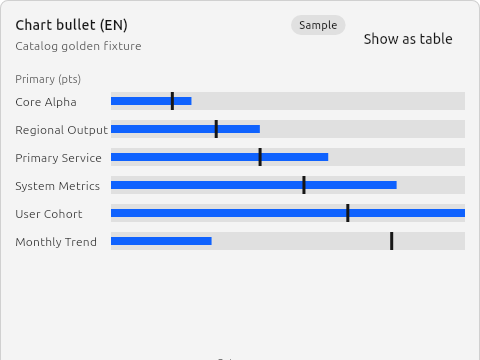 Chart bullet (EN)
Sample
Show as table
Catalog golden fixture
Primary (pts)
Core Alpha
Regional Output
Primary Service
System Metrics
User Cohort
Monthly Trend